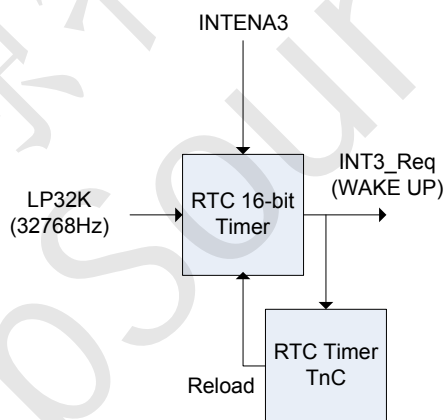 INTENA3
INT3_Req
(WAKE UP)
LP32K
(32768Hz)
RTC 16-bit
Timer
RTC Timer
TnC
Reload